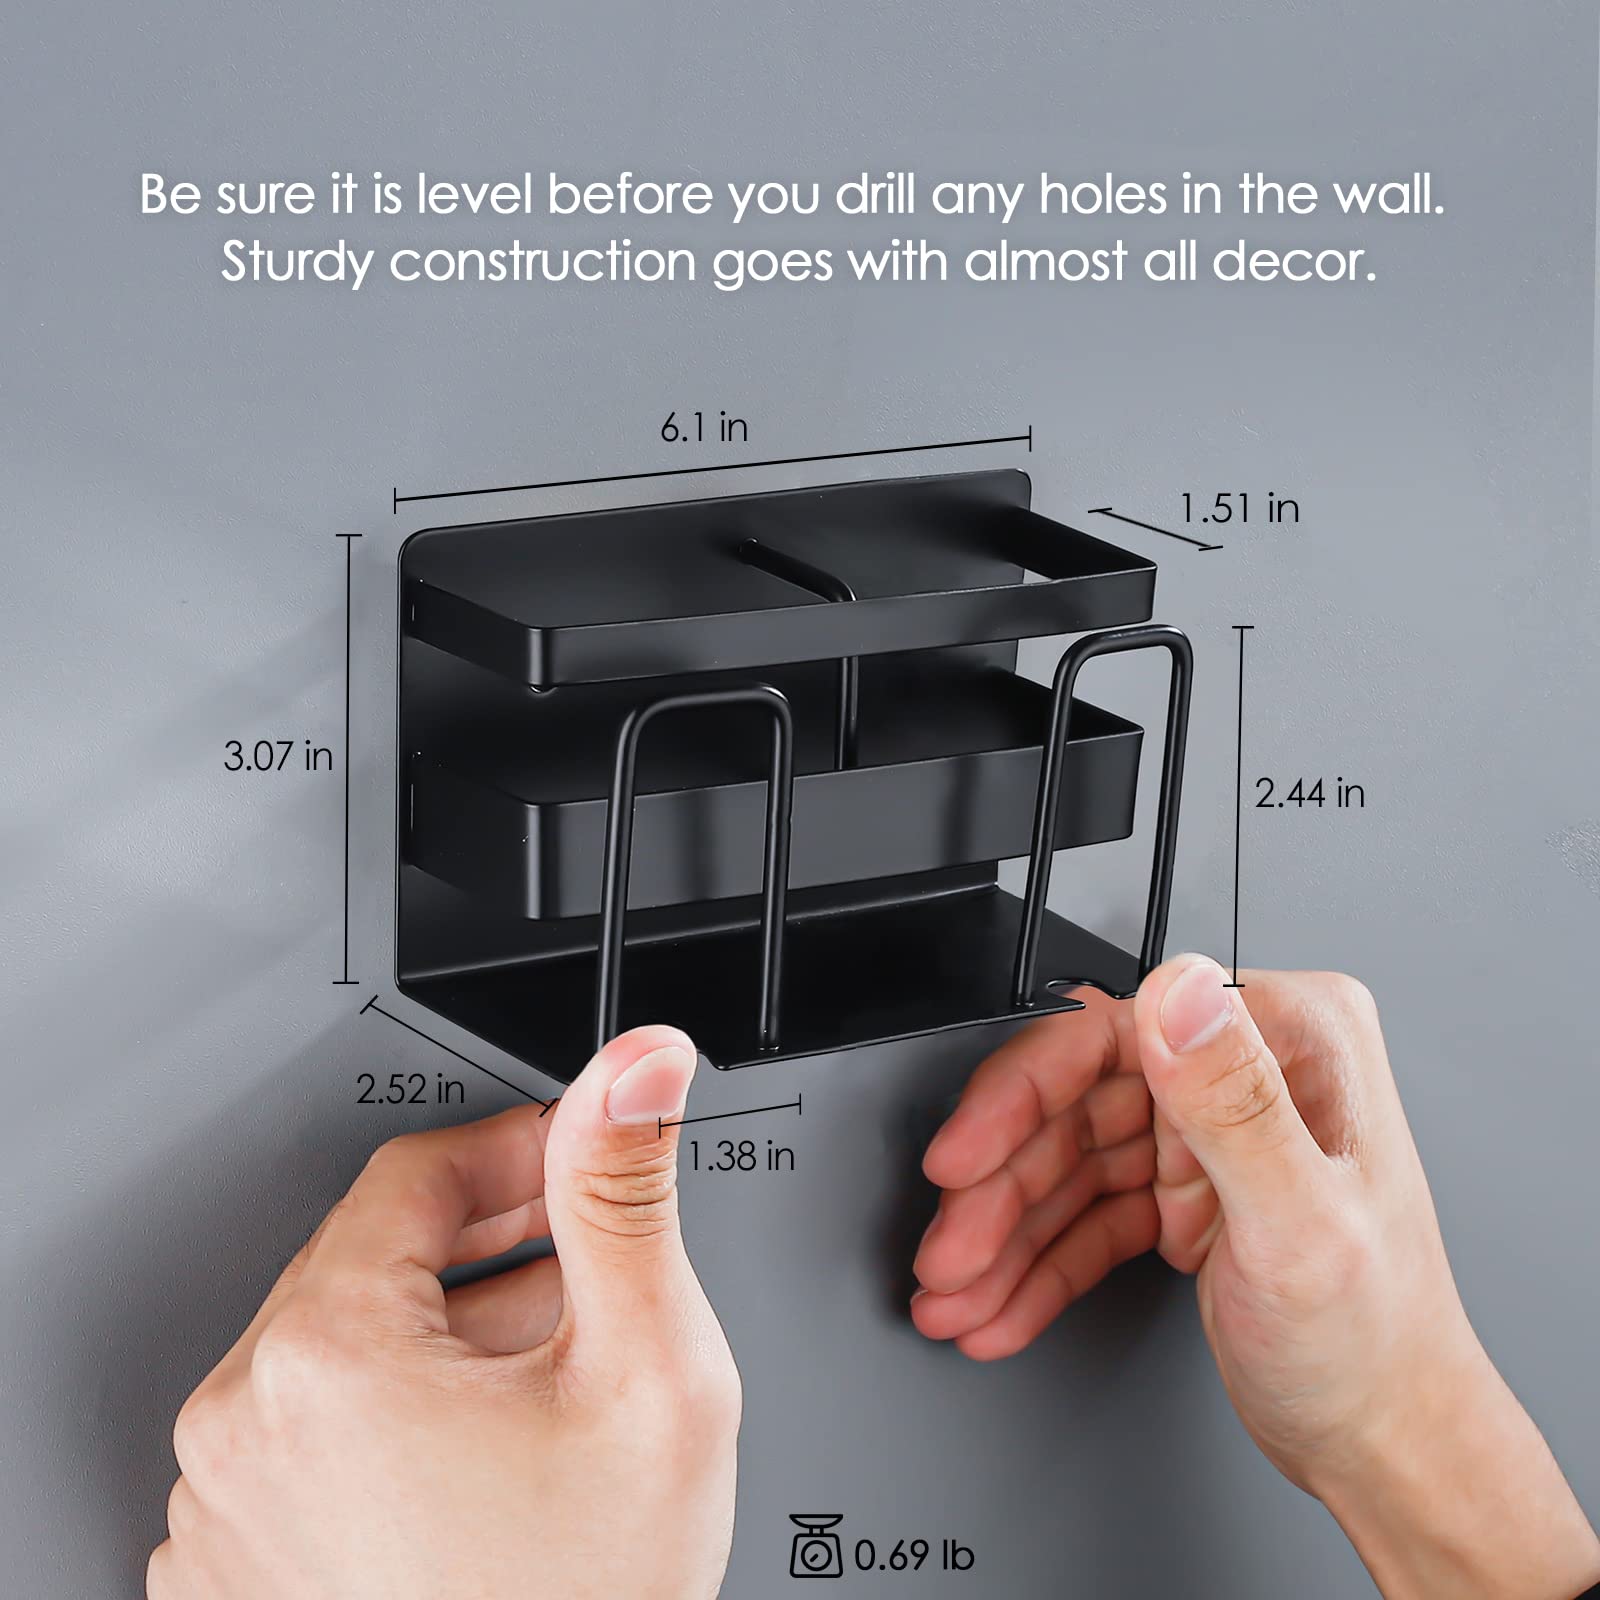 Be sure it is level before you drill any holes in the wall.
Sturdy construction goes with almost all decor.
6.1 in
1.51 in
3.07 in
2.44 in
2.52 in
1.38 in
0.69 lb